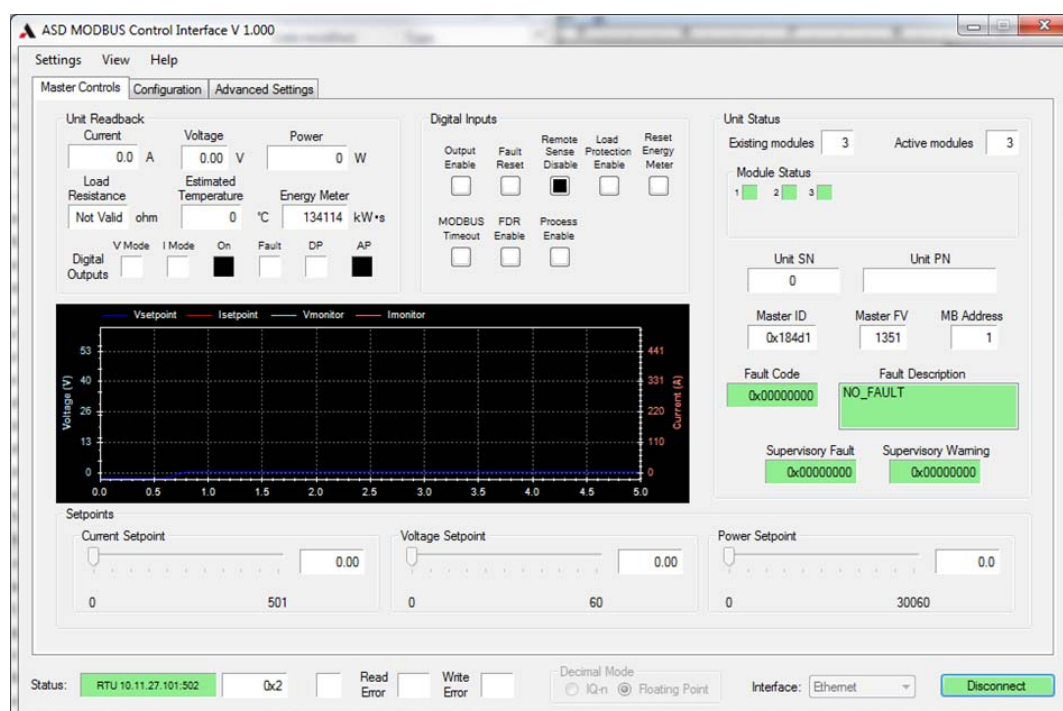 ASD MODBUS Control Interface V 1.000
Settings View Help
Master Controls Configuration Advanced Settings
Unit Readback
Current Voltage Power
0.0 A 0.00 V 0 W
Load Resistance Estimated Temperature Energy Meter
Not Valid ohm 0 °C 134114 kW•s
V Mode I Mode On Fault DP AP
Digital Outputs
Digital Inputs
Output Enable Fault Reset Remote Sense Disable Load Protection Enable Reset Energy Meter
MODBUS Timeout FDR Enable Process Enable
Unit Status
Existing modules 3 Active modules 3
Module Status
1 2 3
Unit SN Unit PN
0
Master ID Master FV MB Address
0x184d1 1351 1
Fault Code Fault Description
0x00000000 NO_FAULT
Supervisory Fault Supervisory Warning
0x00000000 0x00000000
Vsetpoint Isetpoint Vmonitor Imonitor
Voltage (V)
53
40
26
13
0
441
331
220
110
0
Current (A)
0.0 0.5 1.0 1.5 2.0 2.5 3.0 3.5 4.0 4.5 5.0
Setpoints
Current Setpoint Voltage Setpoint Power Setpoint
0.00 0.00 0.0
0 501 0 60 0 30060
Status: RTU 10.11.27.101:502 0x2 Read Error Write Error
Decimal Mode
IQ-n Floating Point
Interface: Ethernet Disconnect